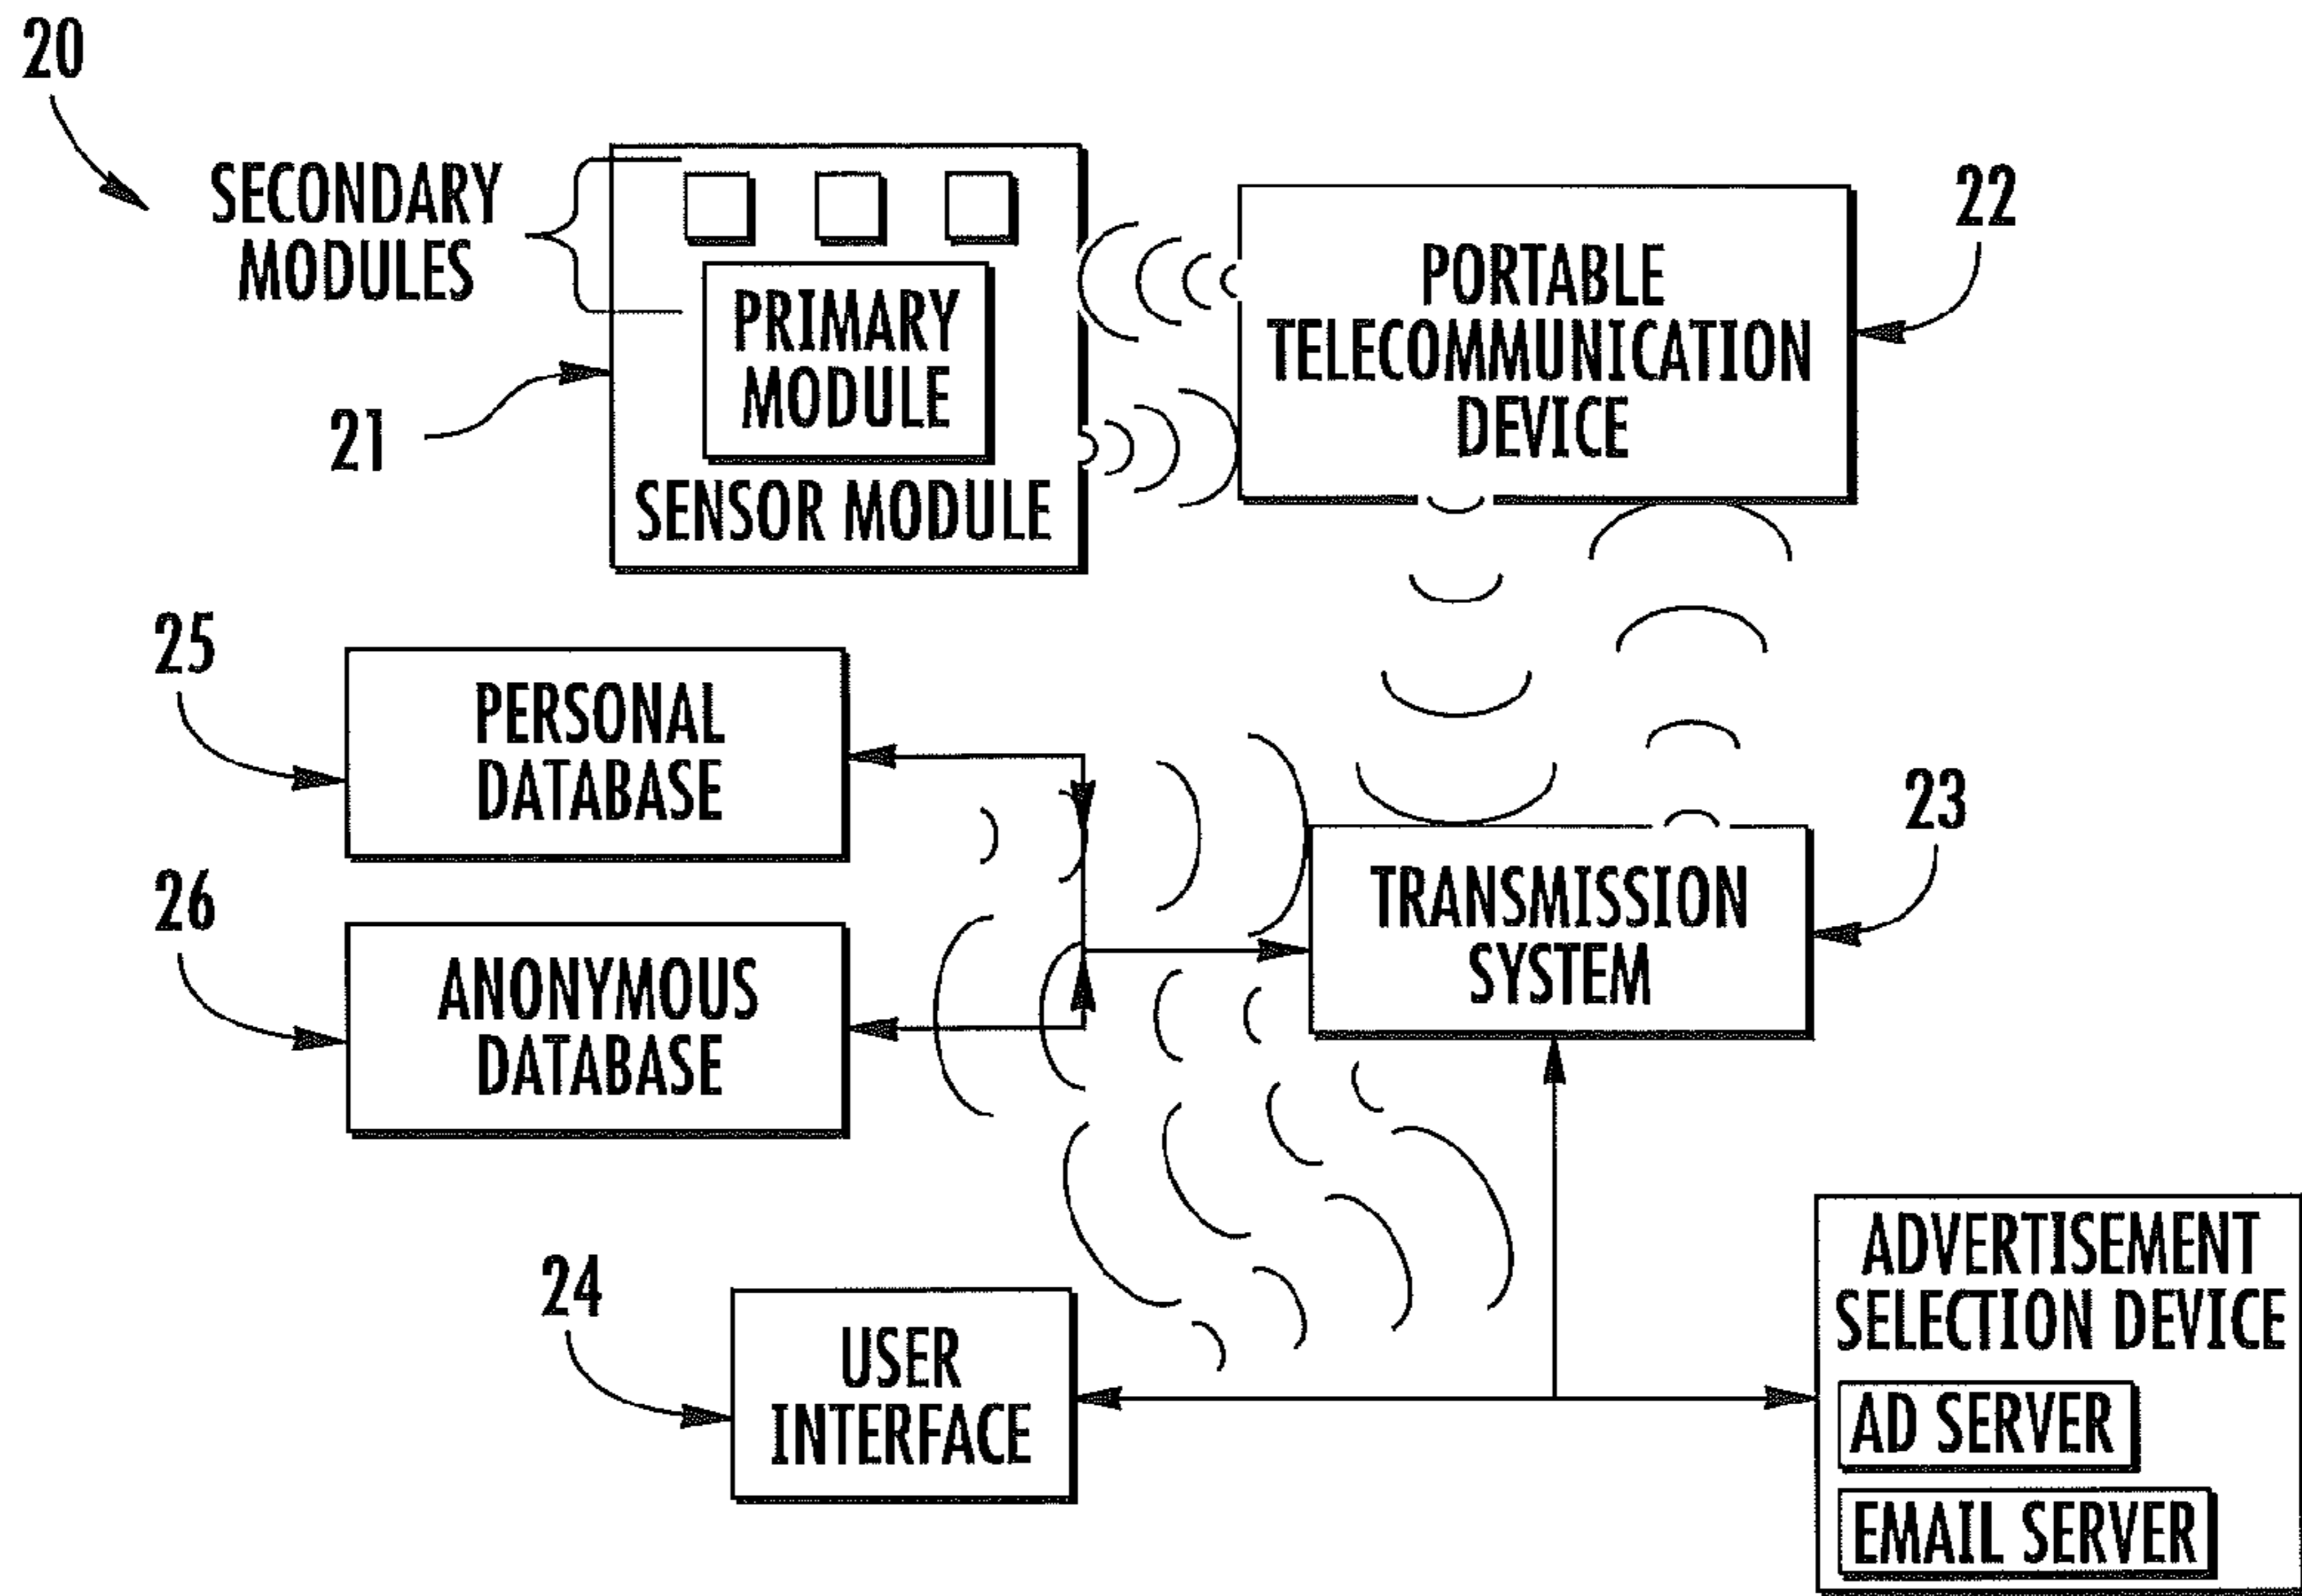 20
SECONDARY
MODULES
PRIMARY
MODULE
SENSOR MODULE
21
PORTABLE
TELECOMMUNICATION
DEVICE
22
25
PERSONAL
DATABASE
26
ANONYMOUS
DATABASE
TRANSMISSION
SYSTEM
23
24
USER
INTERFACE
ADVERTISEMENT
SELECTION DEVICE
AD SERVER
EMAIL SERVER